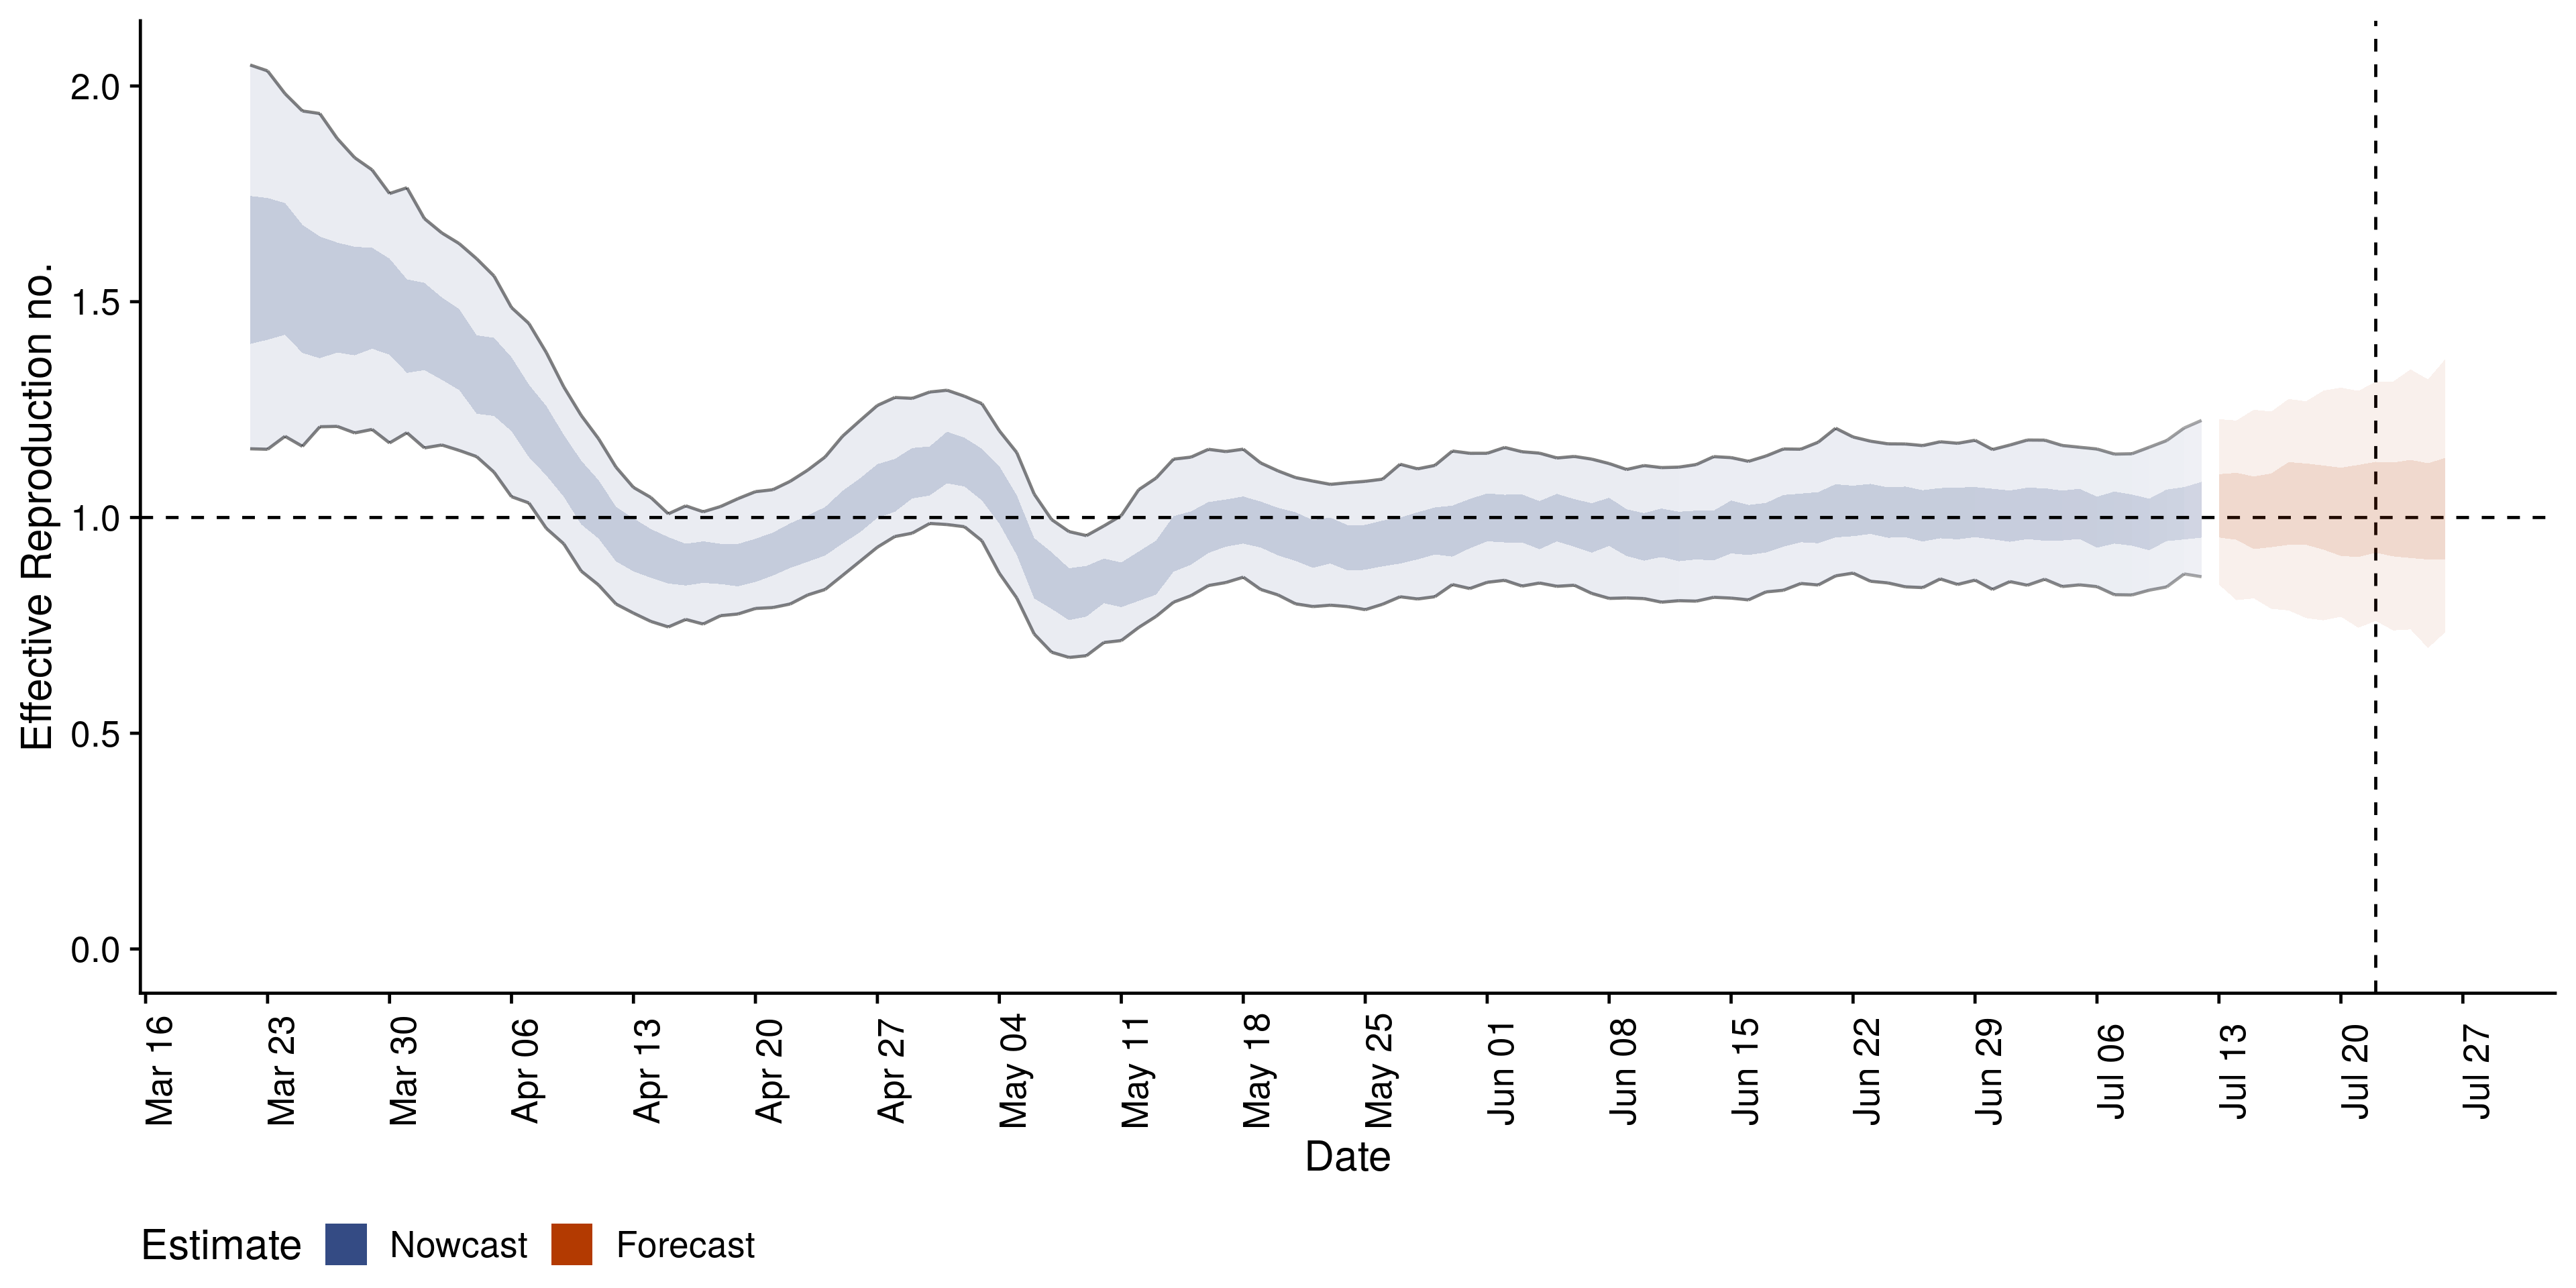 Effective Reproduction no.
2.0
1.5
1.0
0.5
0.0
Mar 16
Mar 23
Mar 30
Apr 06
Apr 13
Apr 20
Apr 27
May 04
May 11
May 18
May 25
Jun 01
Jun 08
Jun 15
Jun 22
Jun 29
Jul 06
Jul 13
Jul 20
Jul 27
Date
Estimate Nowcast Forecast